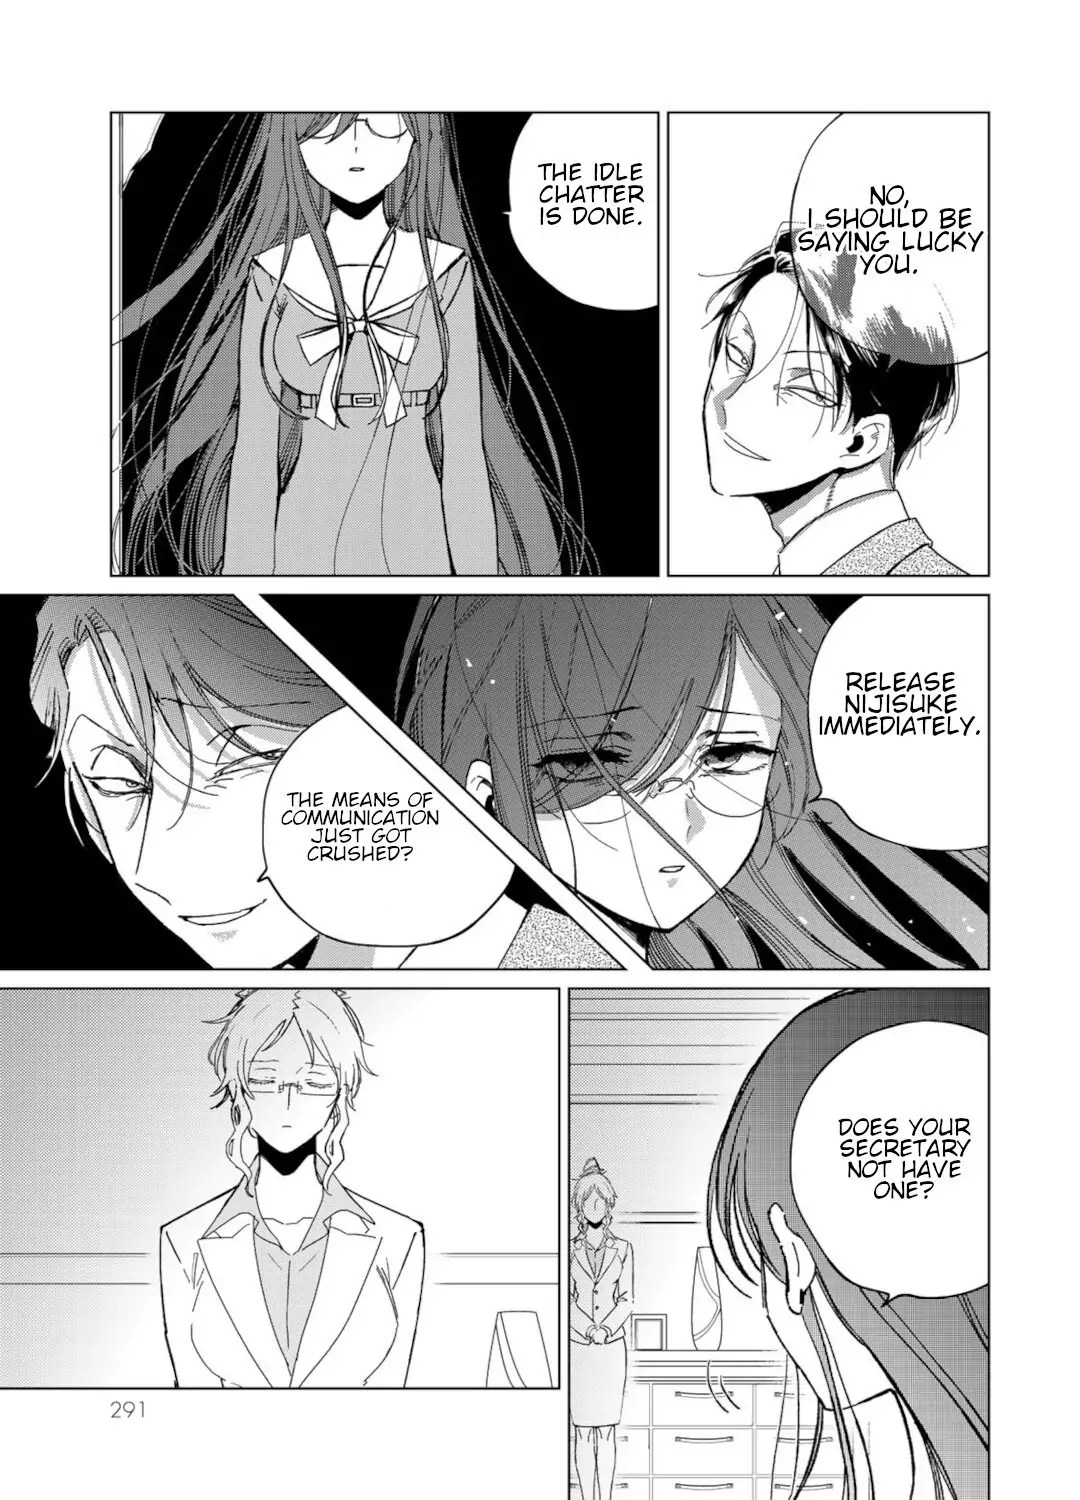 NO,
I SHOULD BE
SAYING LUCKY
YOU.
THE IDLE
CHATTER
IS DONE.
RELEASE
NIJISUKE
IMMEDIATELY.
THE MEANS OF
COMMUNICATION
JUST GOT
CRUSHED?
DOES YOUR
SECRETARY
NOT HAVE
ONE?
291